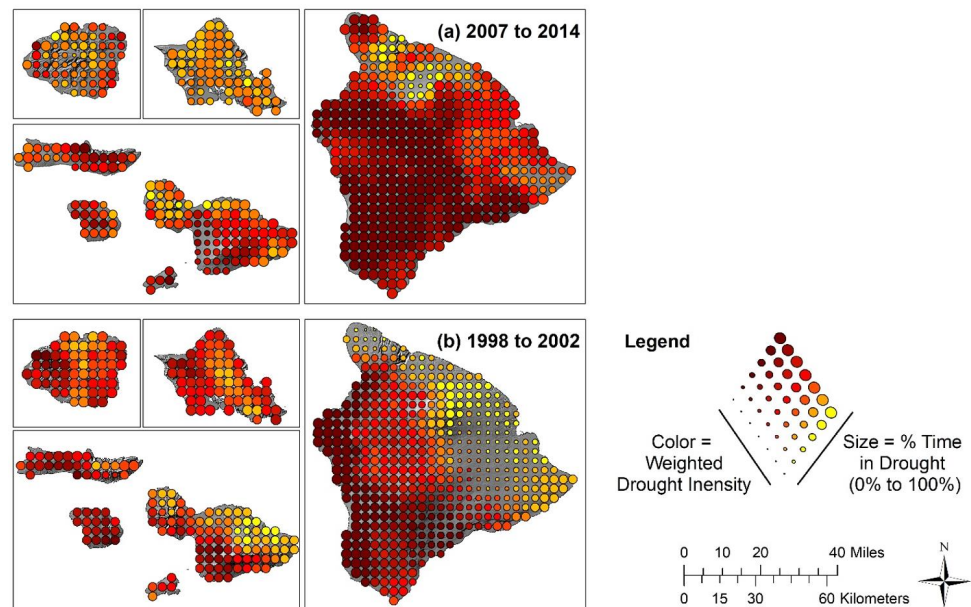 (a) 2007 to 2014
(b) 1998 to 2002
Legend
Color =
Weighted
Drought Inensity
Size = % Time
in Drought
(0% to 100%)
0 10 20 40 Miles
0 15 30 60 Kilometers
N